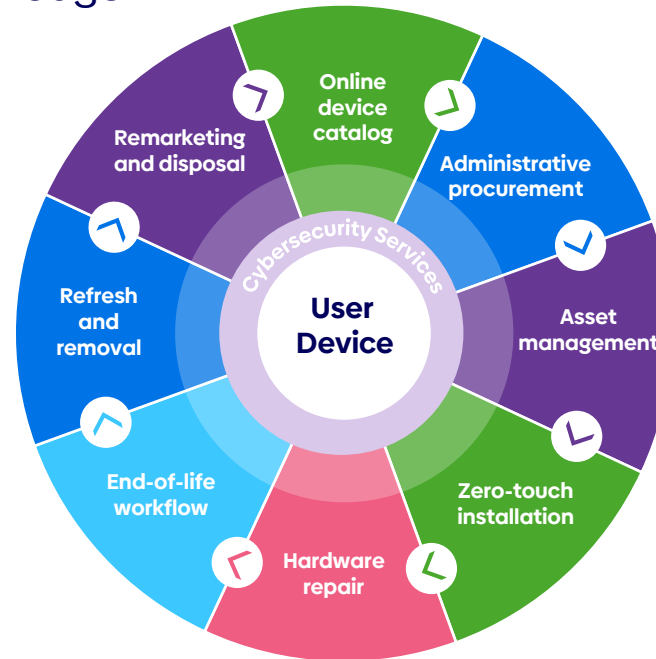 Online
device
catalog
Administrative
procurement
Asset
management
Zero-touch
installation
Hardware
repair
End-of-life
workflow
Refresh
and
removal
Remarketing
and disposal
Cybersecurity Services
User
Device